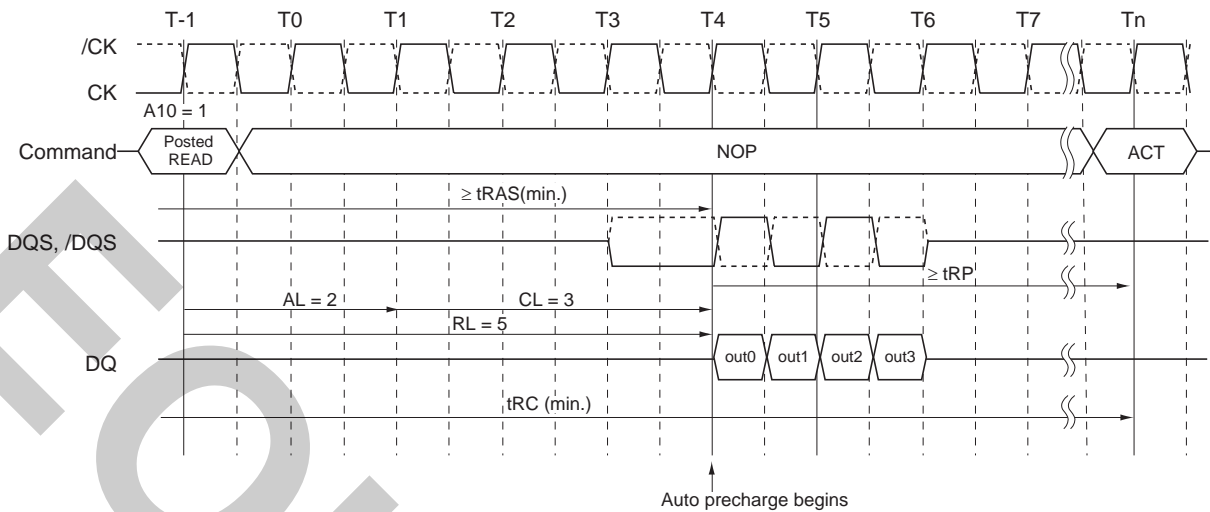 T-1 T0 T1 T2 T3 T4 T5 T6 T7 Tn
/CK
CK
A10 = 1
Command
Posted
READ
NOP
ACT
≥ tRAS(min.)
DQS, /DQS
≥ tRP
AL = 2
CL = 3
RL = 5
DQ
out0 out1 out2 out3
tRC (min.)
Auto precharge begins